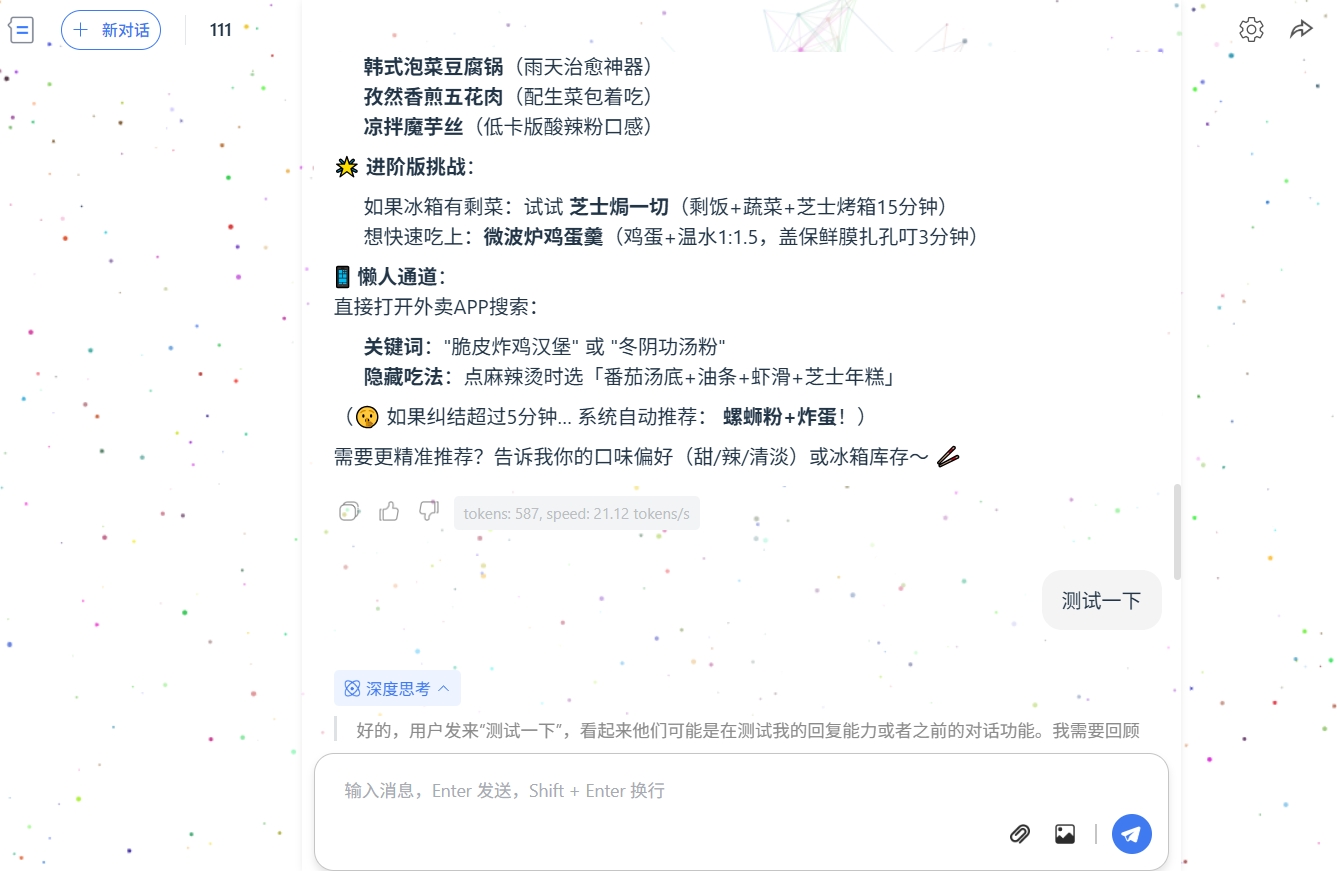 新对话
111
韩式泡菜豆腐锅（雨天治愈神器）
孜然香煎五花肉（配生菜包着吃）
凉拌魔芋丝（低卡版酸辣粉口感）
进阶版挑战：
如果冰箱有剩菜：试试 芝士焗一切（剩饭+蔬菜+芝士烤箱15分钟）
想快速吃上：微波炉鸡蛋羹（鸡蛋+温水1:1.5，盖保鲜膜扎孔叮3分钟）
懒人通道：
直接打开外卖APP搜索：
关键词："脆皮炸鸡汉堡" 或 "冬阴功汤粉"
隐藏吃法：点麻辣烫时选「番茄汤底+油条+虾滑+芝士年糕」
（🤫 如果纠结超过5分钟... 系统自动推荐： 螺蛳粉+炸蛋！）
需要更精准推荐？告诉我你的口味偏好（甜/辣/清淡）或冰箱库存～ 🥢
tokens: 587, speed: 21.12 tokens/s
测试一下
深度思考
好的，用户发来“测试一下”，看起来他们可能是在测试我的回复能力或者之前的对话功能。我需要回顾
输入消息，Enter 发送，Shift + Enter 换行